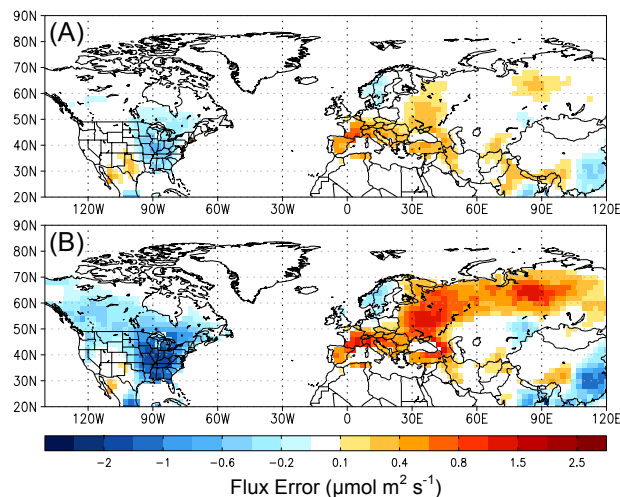 90N
(A)
80N
70N
60N
50N
40N
30N
20N
120W 90W 60W 30W 0 30E 60E 90E 120E
90N
(B)
80N
70N
60N
50N
40N
30N
20N
120W 90W 60W 30W 0 30E 60E 90E 120E
−2 −1 −0.6 −0.2 0.1 0.4 0.8 1.5 2.5
Flux Error (μmol m² s⁻¹)